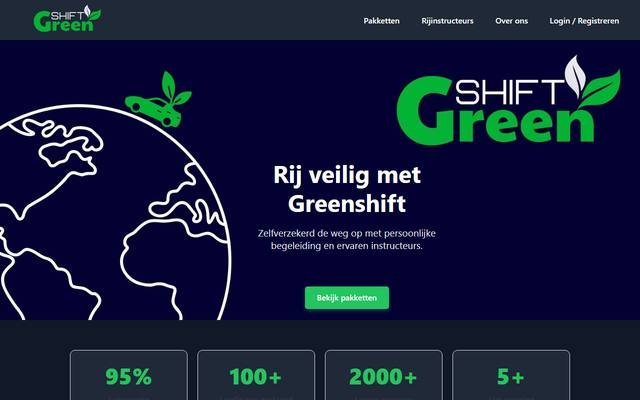 SHIFT
Green
Pakketten
Rijinstructeurs
Over ons
Login / Registreren
SHIFT
Green
Rij veilig met
Greenshift
Zelfverzekerd de weg op met persoonlijke
begeleiding en ervaren instructeurs.
Bekijk pakketten
95%
100+
2000+
5+